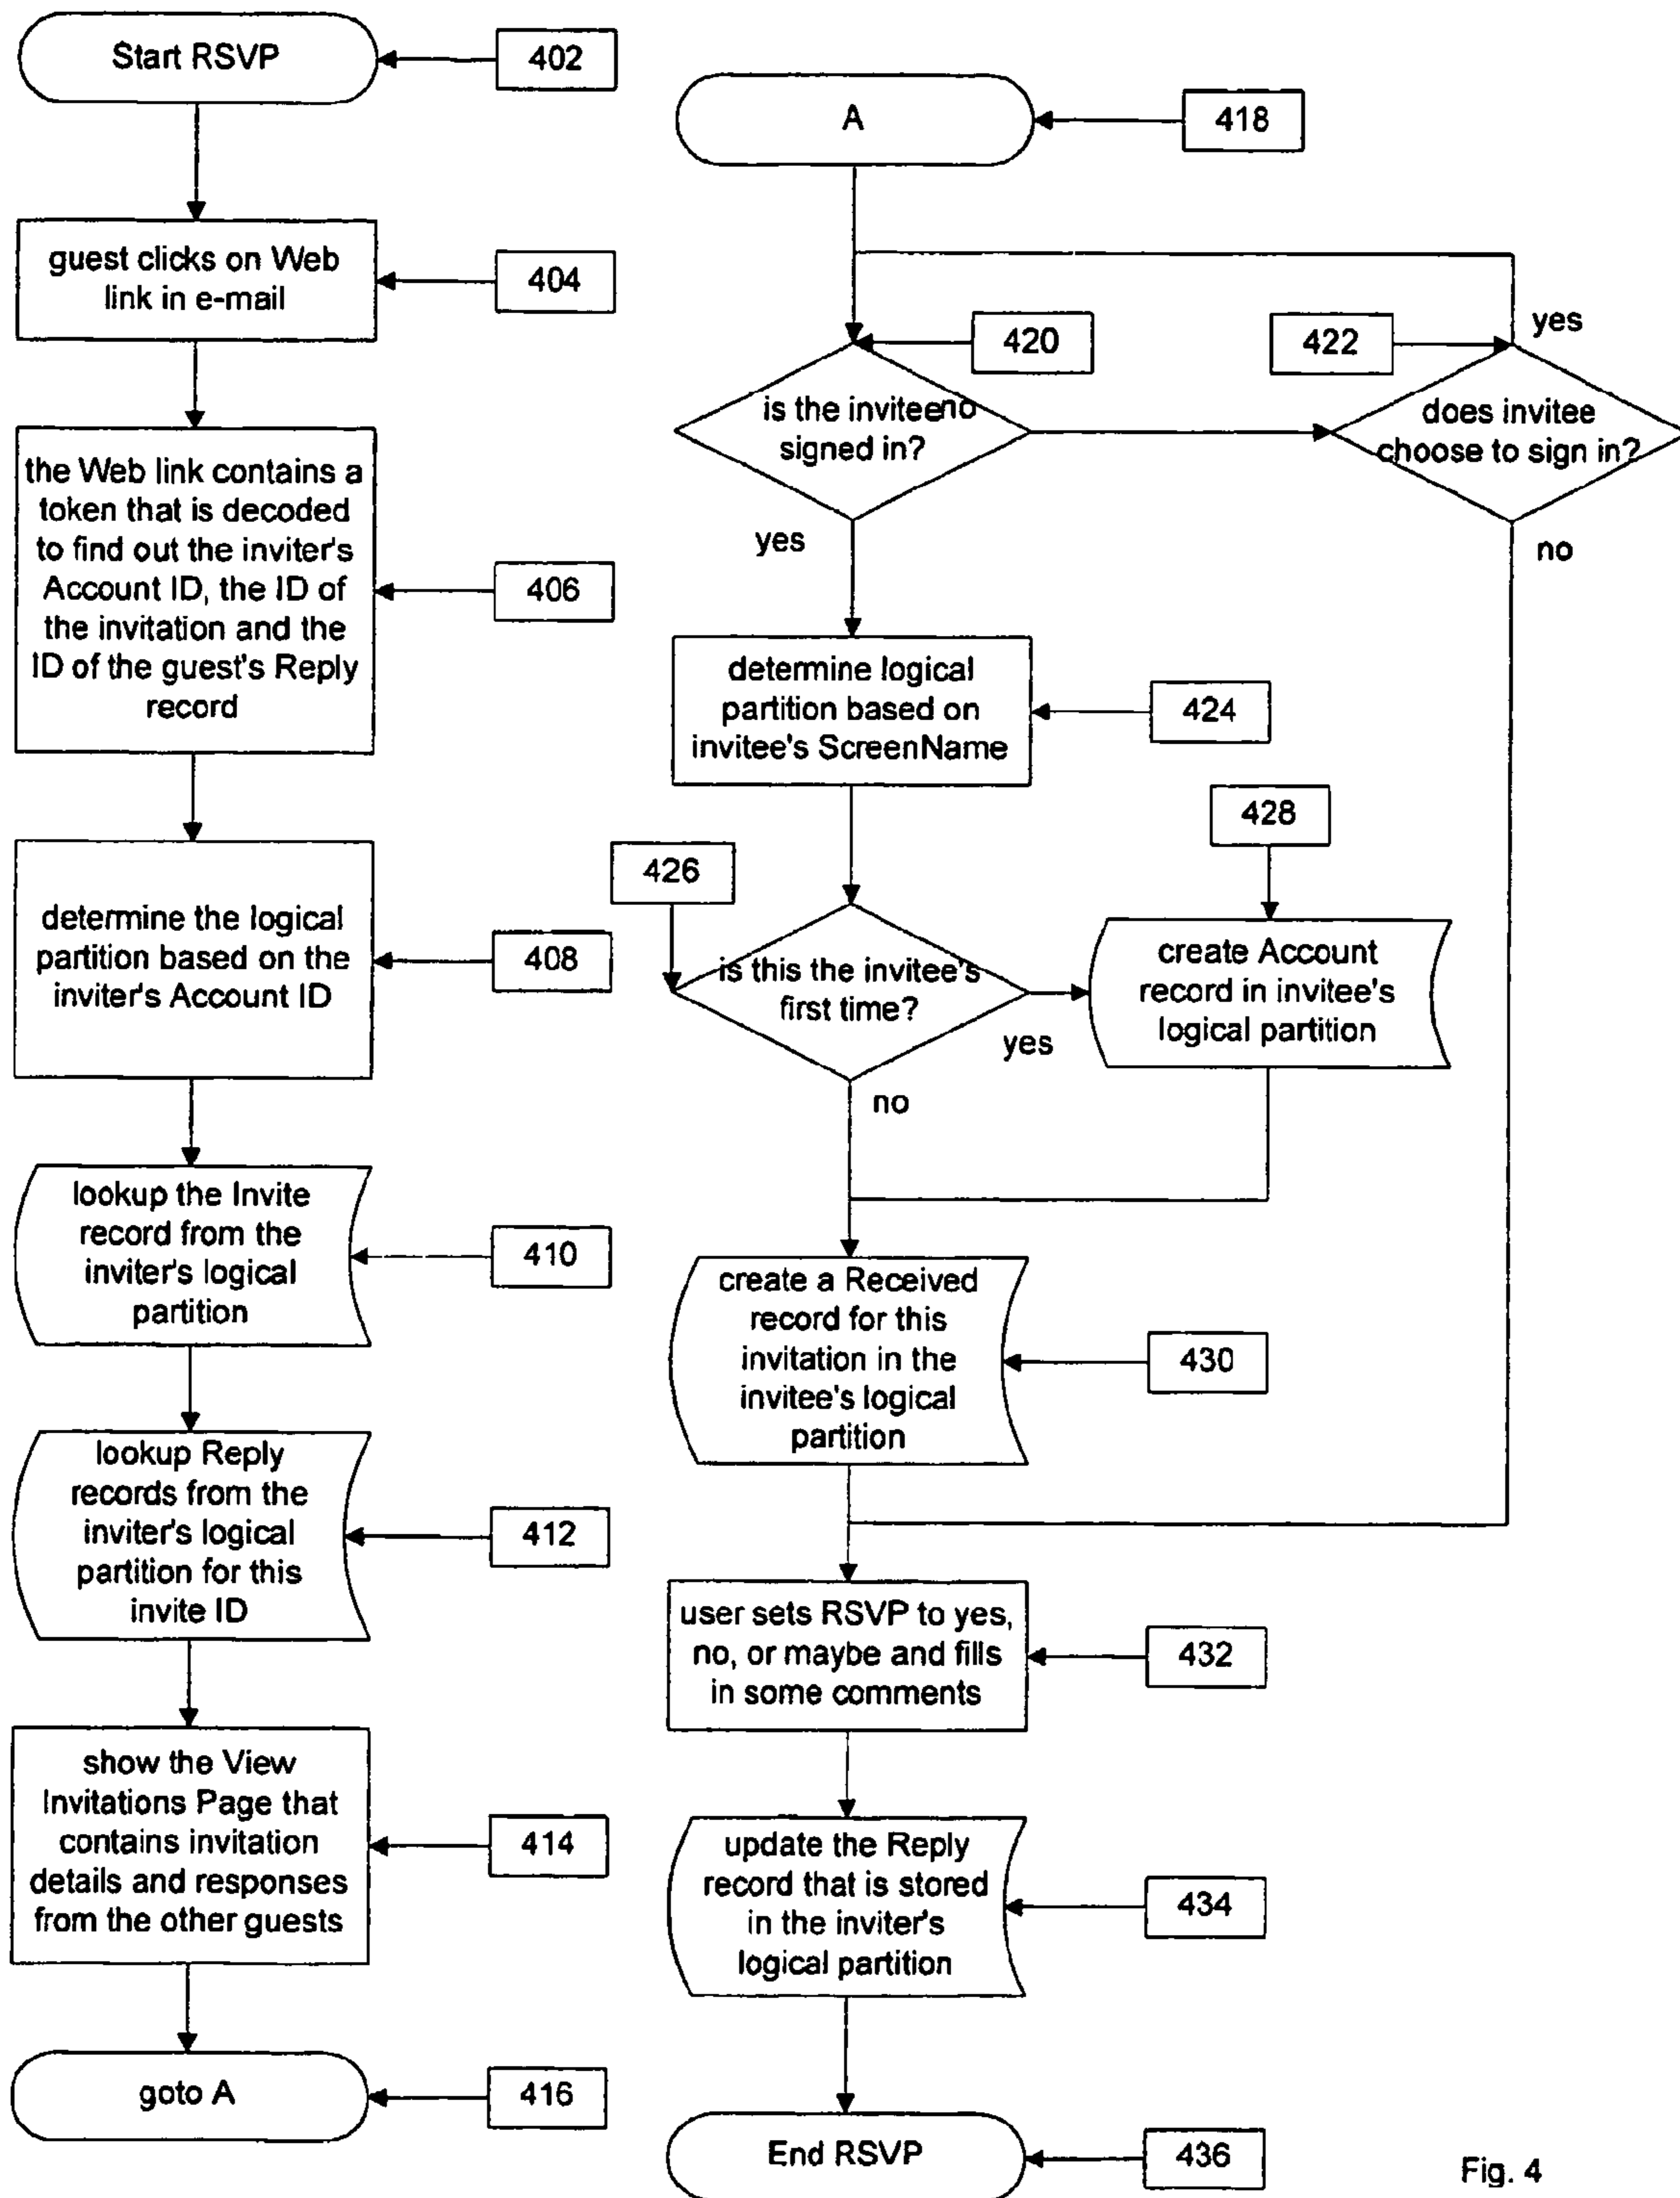 Start RSVP
402
guest clicks on Web
link in e-mail
404
the Web link contains a
token that is decoded
to find out the inviter's
Account ID, the ID of
the invitation and the
ID of the guest's Reply
record
406
determine the logical
partition based on the
inviter's Account ID
408
lookup the Invite
record from the
inviter's logical
partition
410
lookup Reply
records from the
inviter's logical
partition for this
invite ID
412
show the View
Invitations Page that
contains invitation
details and responses
from the other guests
414
goto A
416
A
418
420
is the invitee
signed in?
no
yes
422
does invitee
choose to sign in?
yes
no
determine logical
partition based on
invitee's ScreenName
424
426
is this the invitee's
first time?
yes
no
428
create Account
record in invitee's
logical partition
create a Received
record for this
invitation in the
invitee's logical
partition
430
user sets RSVP to yes,
no, or maybe and fills
in some comments
432
update the Reply
record that is stored
in the inviter's
logical partition
434
End RSVP
436
Fig. 4